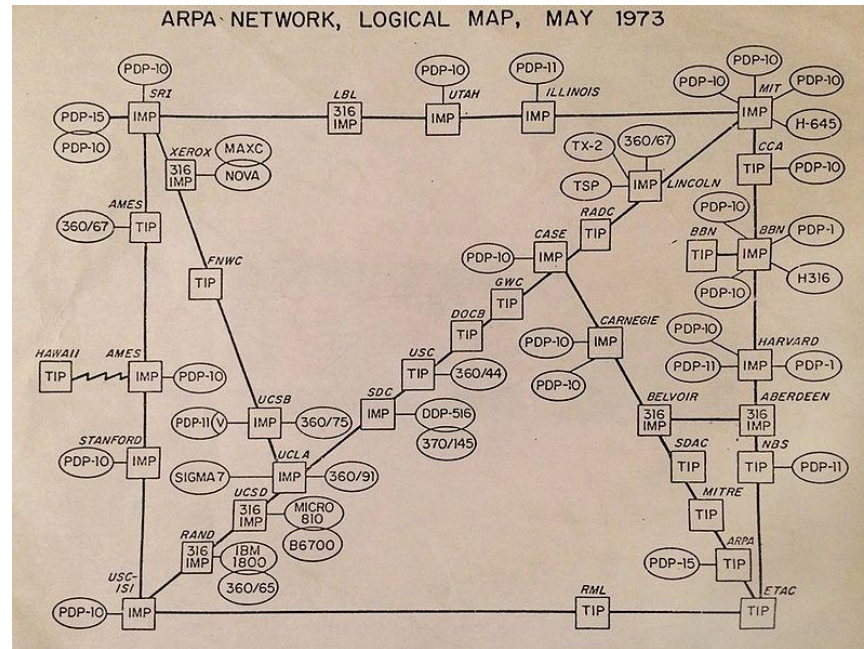 ARPA NETWORK, LOGICAL MAP, MAY 1973
PDP-10
PDP-10
PDP-11
PDP-10
SRI
LBL
UTAH
ILLINOIS
PDP-10
MIT
PDP-10
PDP-15
IMP
316
IMP
IMP
IMP
IMP
PDP-10
H-645
XEROX
MAXC
316
IMP
NOVA
TX-2
360/67
CCA
TIP
PDP-10
TSP
IMP
LINCOLN
AMES
360/67
TIP
RADC
TIP
PDP-10
BBN
TIP
BBN
IMP
PDP-1
H316
PDP-10
CASE
PDP-10
IMP
FNWC
TIP
GWC
TIP
DOCB
TIP
CARNEGIE
PDP-10
IMP
PDP-10
PDP-10
HARVARD
PDP-11
IMP
PDP-1
HAWAII
TIP
AMES
IMP
PDP-10
USC
TIP
360/44
SDC
IMP
DDP-516
370/145
UCSB
PDP-11
V
IMP
360/75
BELVOIR
316
IMP
ABERDEEN
316
IMP
STANFORD
PDP-10
IMP
UCLA
SIGMA 7
IMP
360/91
SDAC
TIP
NBS
TIP
PDP-11
UCSD
316
IMP
MICRO
810
B6700
MITRE
TIP
RAND
316
IMP
IBM
1800
360/65
ARPA
PDP-15
TIP
USC-
ISI
PDP-10
IMP
RML
TIP
ETAC
TIP